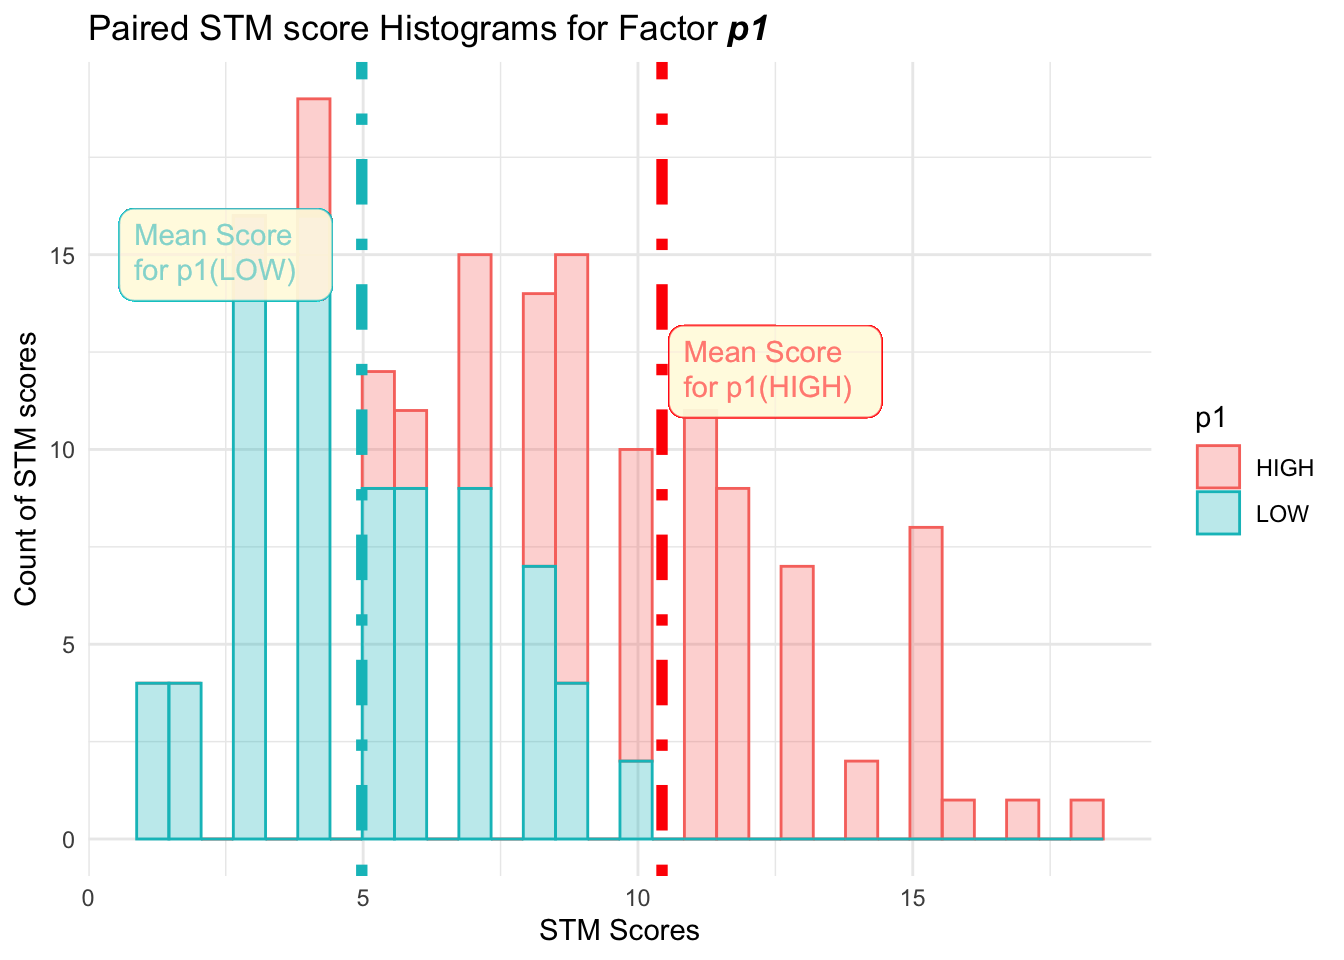 Paired STM score Histograms for Factor p1
Count of STM scores
15
10
5
0
Mean Score
for p1(LOW)
Mean Score
for p1(HIGH)
p1
HIGH
LOW
0 5 10 15
STM Scores